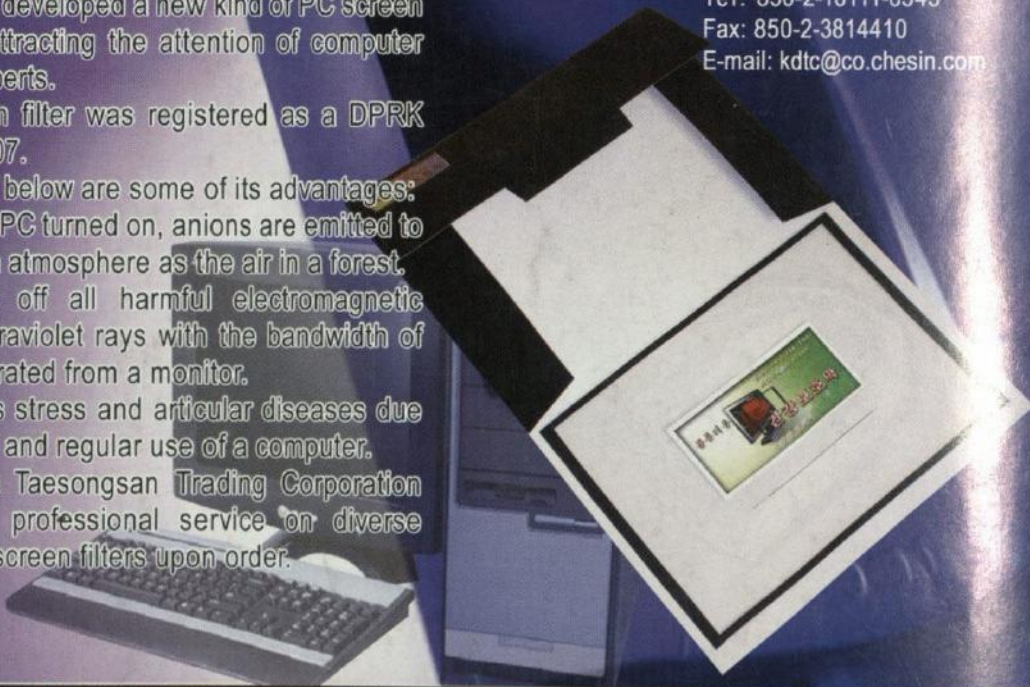 developed a new kind of PC screen
ttracting the attention of computer
perts.
n filter was registered as a DPRK
07.
below are some of its advantages:
PC turned on, anions are emitted to
atmosphere as the air in a forest.
off all harmful electromagnetic
raviolet rays with the bandwidth of
rated from a monitor.
s stress and articular diseases due
and regular use of a computer.
Taesongsan Trading Corporation
professional service on diverse
screen filters upon order.
Fax: 850-2-3814410
E-mail: kdtc@co.chesin.com